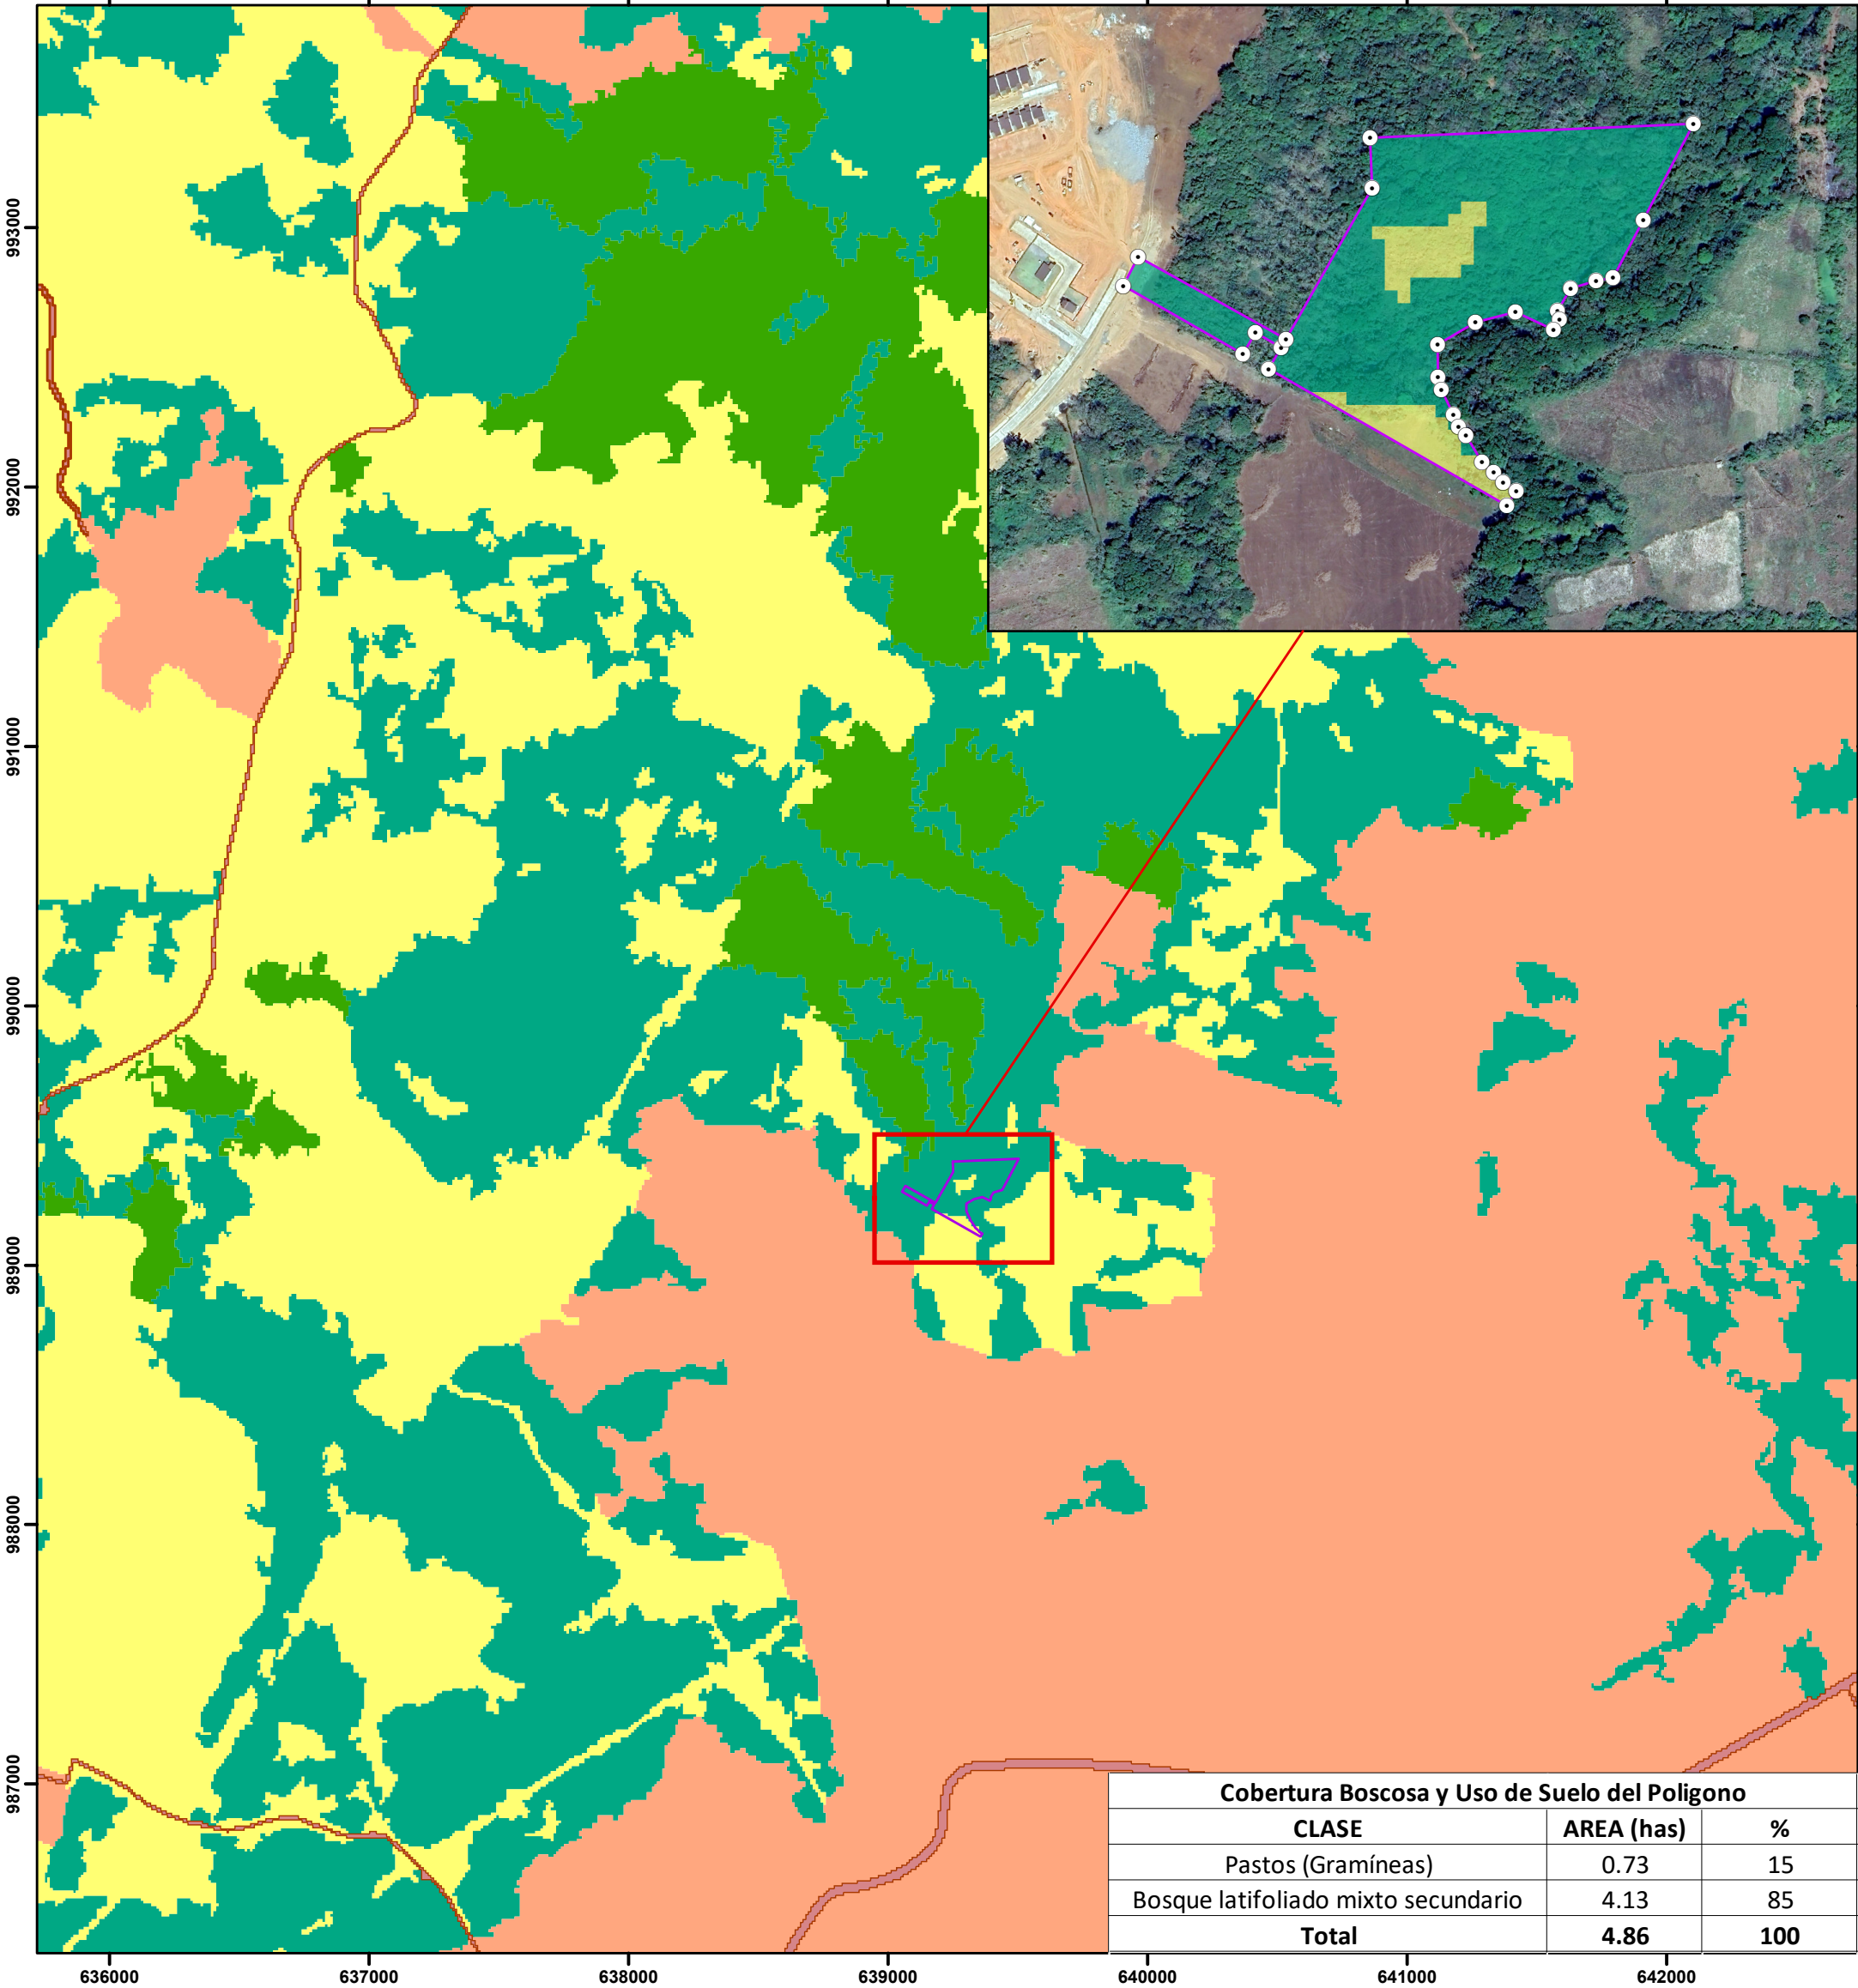 993000
992000
991000
990000
989000
988000
987000
Cobertura Boscosa y Uso de Suelo del Poligono
CLASE AREA (has) %
Pastos (Gramíneas) 0.73 15
Bosque latifoliado mixto secundario 4.13 85
Total 4.86 100
636000 637000 638000 639000 640000 641000 642000